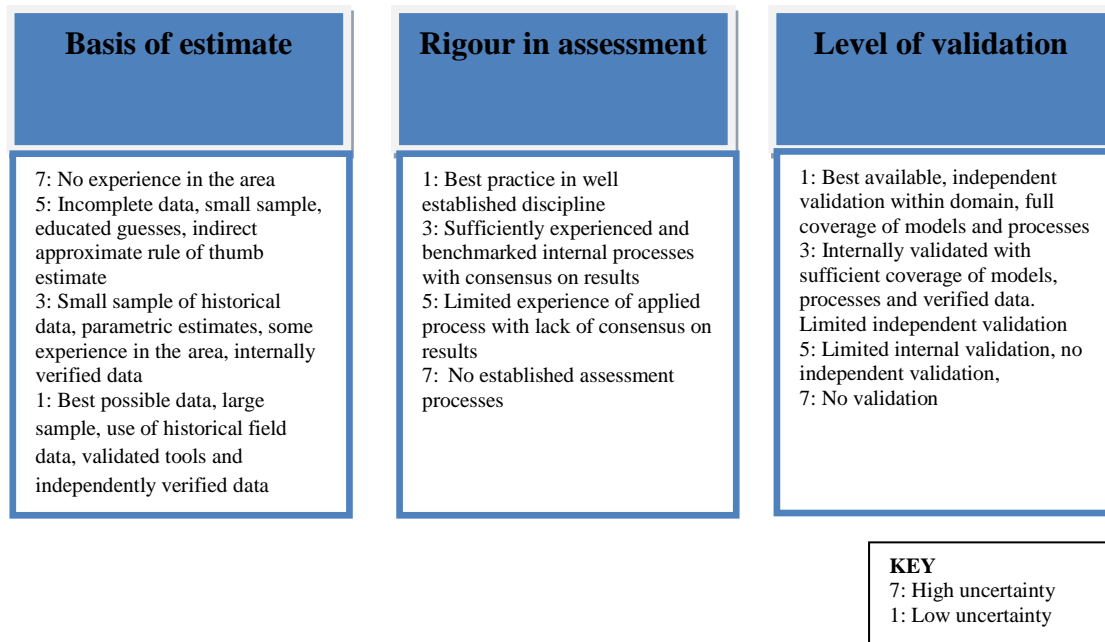 Basis of estimate
7: No experience in the area
5: Incomplete data, small sample,
educated guesses, indirect
approximate rule of thumb
estimate
3: Small sample of historical
data, parametric estimates, some
experience in the area, internally
verified data
1: Best possible data, large
sample, use of historical field
data, validated tools and
independently verified data
Rigour in assessment
1: Best practice in well
established discipline
3: Sufficiently experienced and
benchmarked internal processes
with consensus on results
5: Limited experience of applied
process with lack of consensus on
results
7: No established assessment
processes
Level of validation
1: Best available, independent
validation within domain, full
coverage of models and processes
3: Internally validated with
sufficient coverage of models,
processes and verified data.
Limited independent validation
5: Limited internal validation, no
independent validation,
7: No validation
KEY
7: High uncertainty
1: Low uncertainty